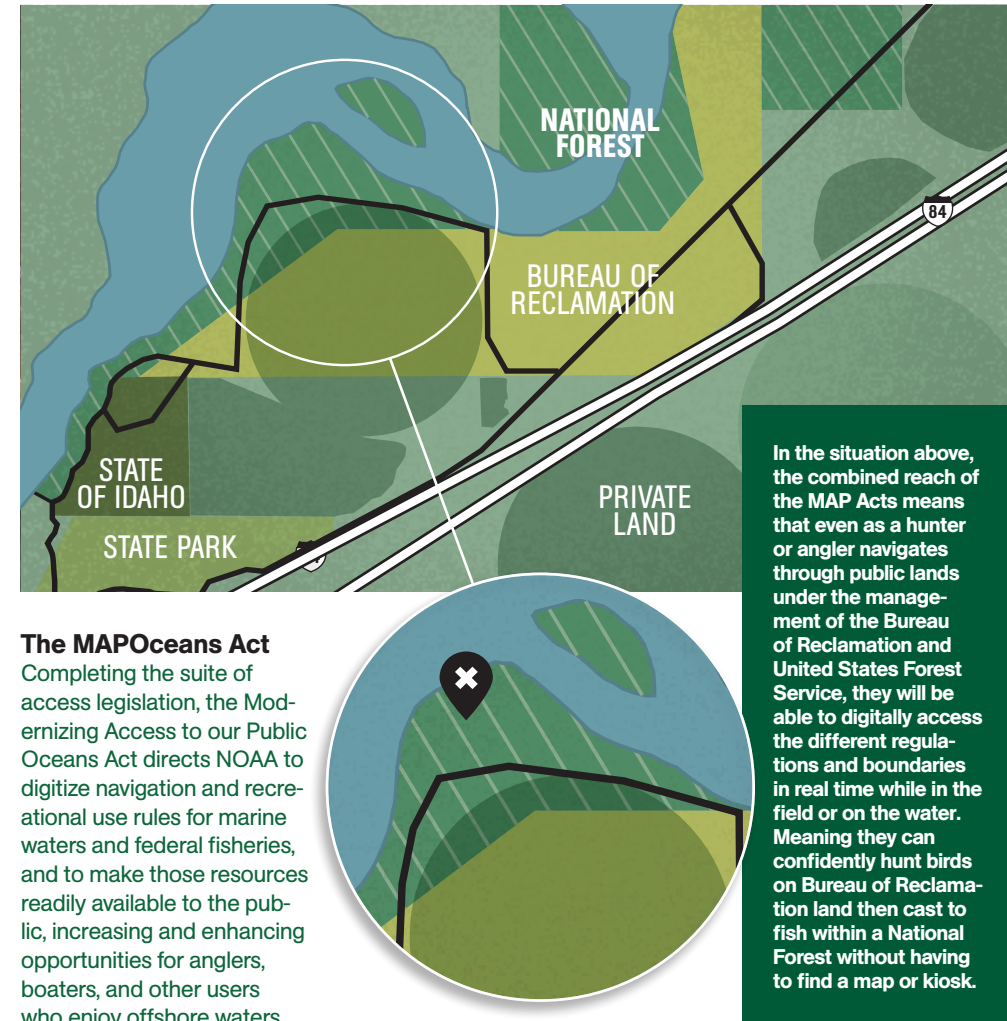 NATIONAL
FOREST
84
BUREAU OF
RECLAMATION
STATE
OF IDAHO
PRIVATE
LAND
STATE PARK
In the situation above,
the combined reach of
the MAP Acts means
that even as a hunter
or angler navigates
through public lands
under the manage-
ment of the Bureau
of Reclamation and
United States Forest
Service, they will be
able to digitally access
the different regula-
tions and boundaries
in real time while in the
field or on the water.
Meaning they can
confidently hunt birds
on Bureau of Reclama-
tion land then cast to
fish within a National
Forest without having
to find a map or kiosk.
The MAPOceans Act
Completing the suite of
access legislation, the Mod-
ernizing Access to our Public
Oceans Act directs NOAA to
digitize navigation and recre-
ational use rules for marine
waters and federal fisheries,
and to make those resources
readily available to the pub-
lic, increasing and enhancing
opportunities for anglers,
boaters, and other users
who enjoy offshore waters